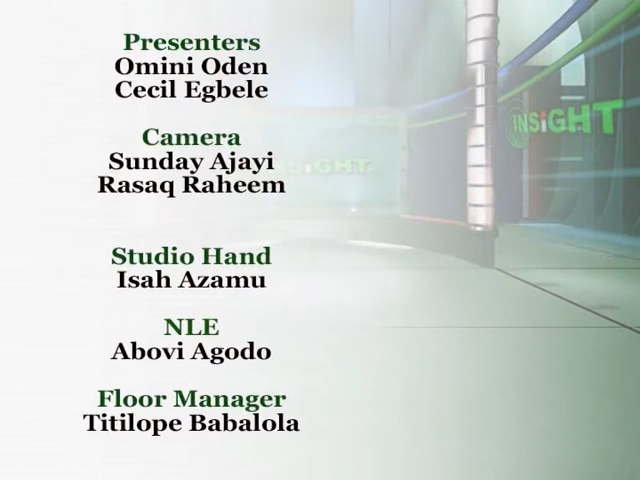 Presenters
Omini Oden
Cecil Egbele
Camera
Sunday Ajayi
Rasaq Raheem
Studio Hand
Isah Azamu
NLE
Abovi Agodo
Floor Manager
Titilope Babalola
INSiGHT
INSiGHT